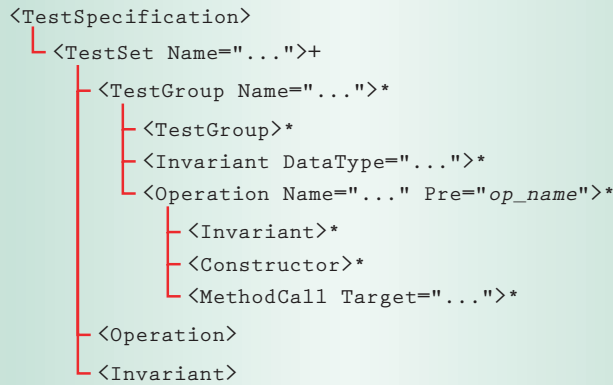 <TestSpecification>
<TestSet Name="...">+
<TestGroup Name="...">*
<TestGroup>*
<Invariant DataType="...">*
<Operation Name="..." Pre="op_name">*
<Invariant>*
<Constructor>*
<MethodCall Target="...">*
<Operation>
<Invariant>